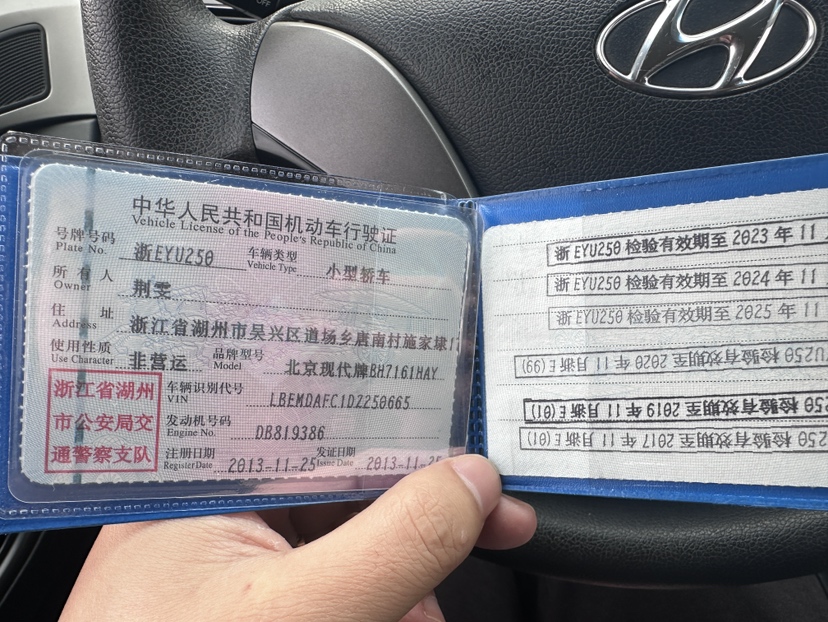 OFF
中华人民共和国机动车行驶证
Vehicle License of the People's Republic of China
号牌号码 浙EYU250 车辆类型 小型轿车
Plate No. Vehicle Type
所有人 荆雯
Owner
住址 浙江省湖州市吴兴区道场乡唐南村施家埭
Address
使用性质 非营运 品牌型号 北京现代牌BH7161HAY
Use Character Model
浙江省湖州
市公安局交
通警察支队
车辆识别代号 LBEMDAFC1DZ250665
VIN
发动机号码 DB819386
Engine No.
注册日期 2013-11-25 发证日期 2013-11-25
Register Date Issue Date
浙EYU250 检验有效期至 2023 年 11
浙EYU250 检验有效期至 2024 年 11
浙EYU250 检验有效期至 2025 年 11
U250 检验有效期至 2020 年 11 月浙E(99)
250 检验有效期至 2019 年 11 月浙E(01)
250 检验有效期至 2017 年 11 月浙E(01)